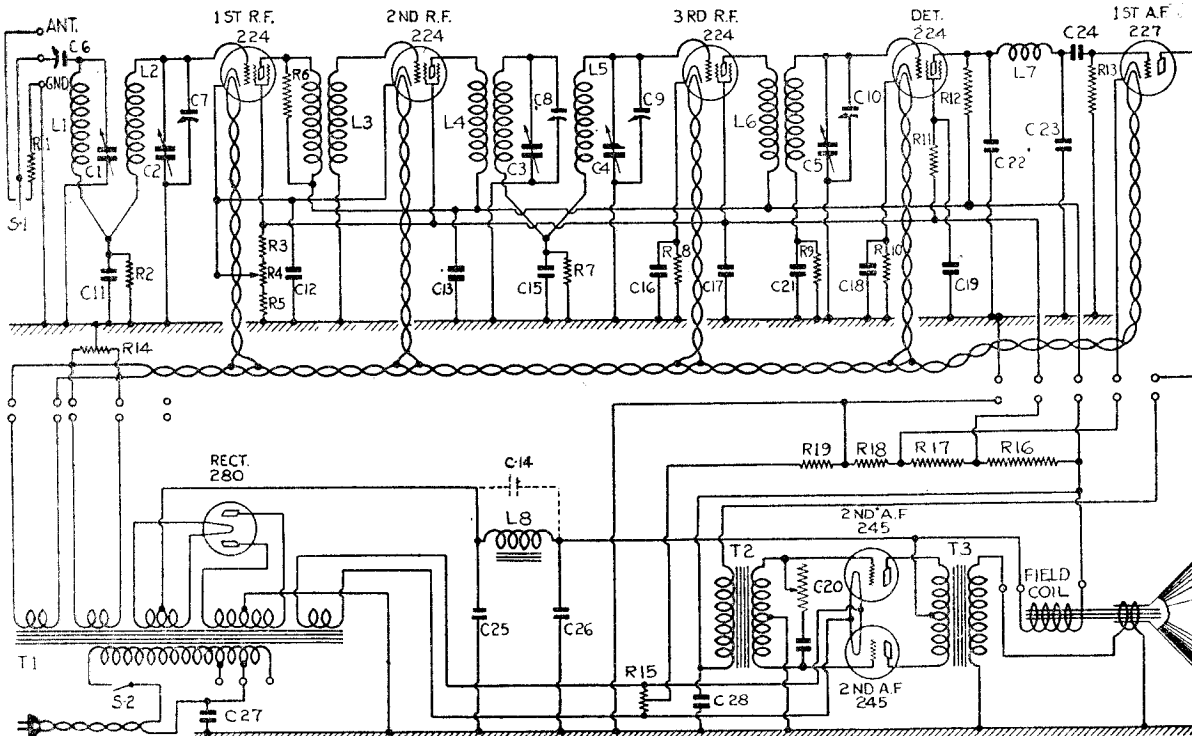 ANT.
C6
GND
R1
S-1
L1
C1
L2
C2
C7
C11
R2
1ST R.F.
224
R6
R3
R4
R5
C12
L3
2ND R.F.
224
C13
L4
C3
C8
C15
R7
L5
C4
C9
3RD R.F.
224
C16
R8
C17
L6
C5
C10
C21
R9
C18
R10
DET.
224
R11
R12
C19
C22
L7
C23
C24
R13
1ST A.F.
227
R14
RECT.
280
C-14
L8
C25
C26
R19
R18
R17
R16
2ND A.F
245
2ND A.F
245
T2
C20
T3
FIELD
COIL
R15
C28
T1
S-2
C27